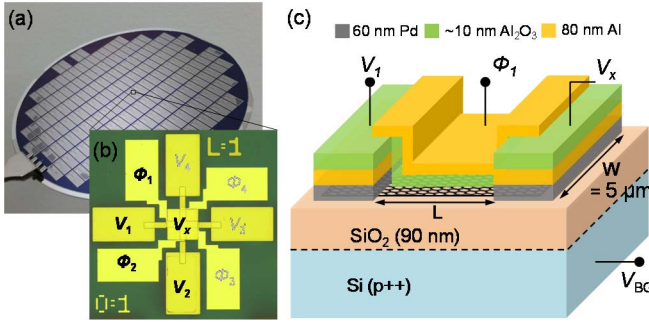 (a)
(b)
V₄
L=1
Φ₁
Φ₄
V₁
Vₓ
V₃
Φ₂
Φ₃
V₂
0=1
(c)
60 nm Pd
~10 nm Al₂O₃
80 nm Al
V₁
Φ₁
Vₓ
W
= 5 μm
L
SiO₂ (90 nm)
Si (p++)
V_BG